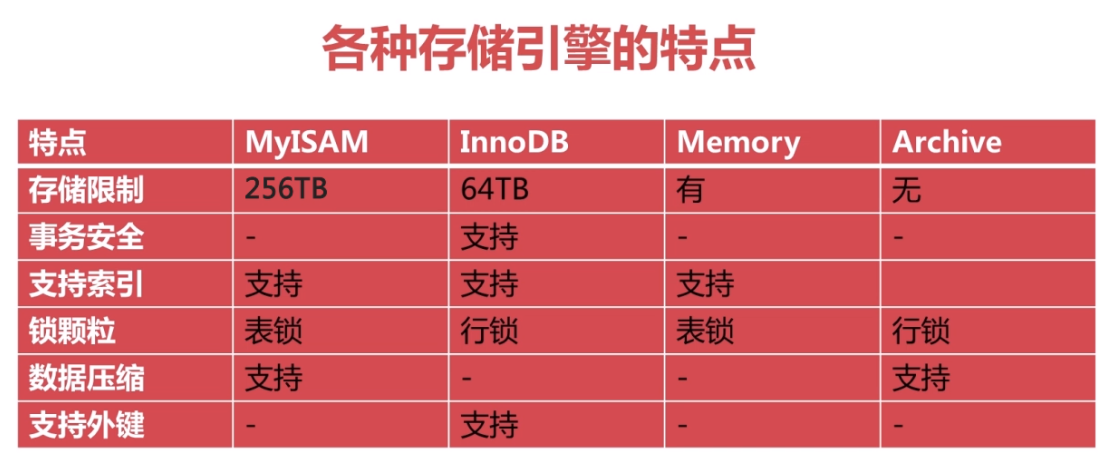 各种存储引擎的特点
特点 MyISAM InnoDB Memory Archive
存储限制 256TB 64TB 有 无
事务安全 - 支持 - -
支持索引 支持 支持 支持
锁颗粒 表锁 行锁 表锁 行锁
数据压缩 支持 - - 支持
支持外键 - 支持 - -